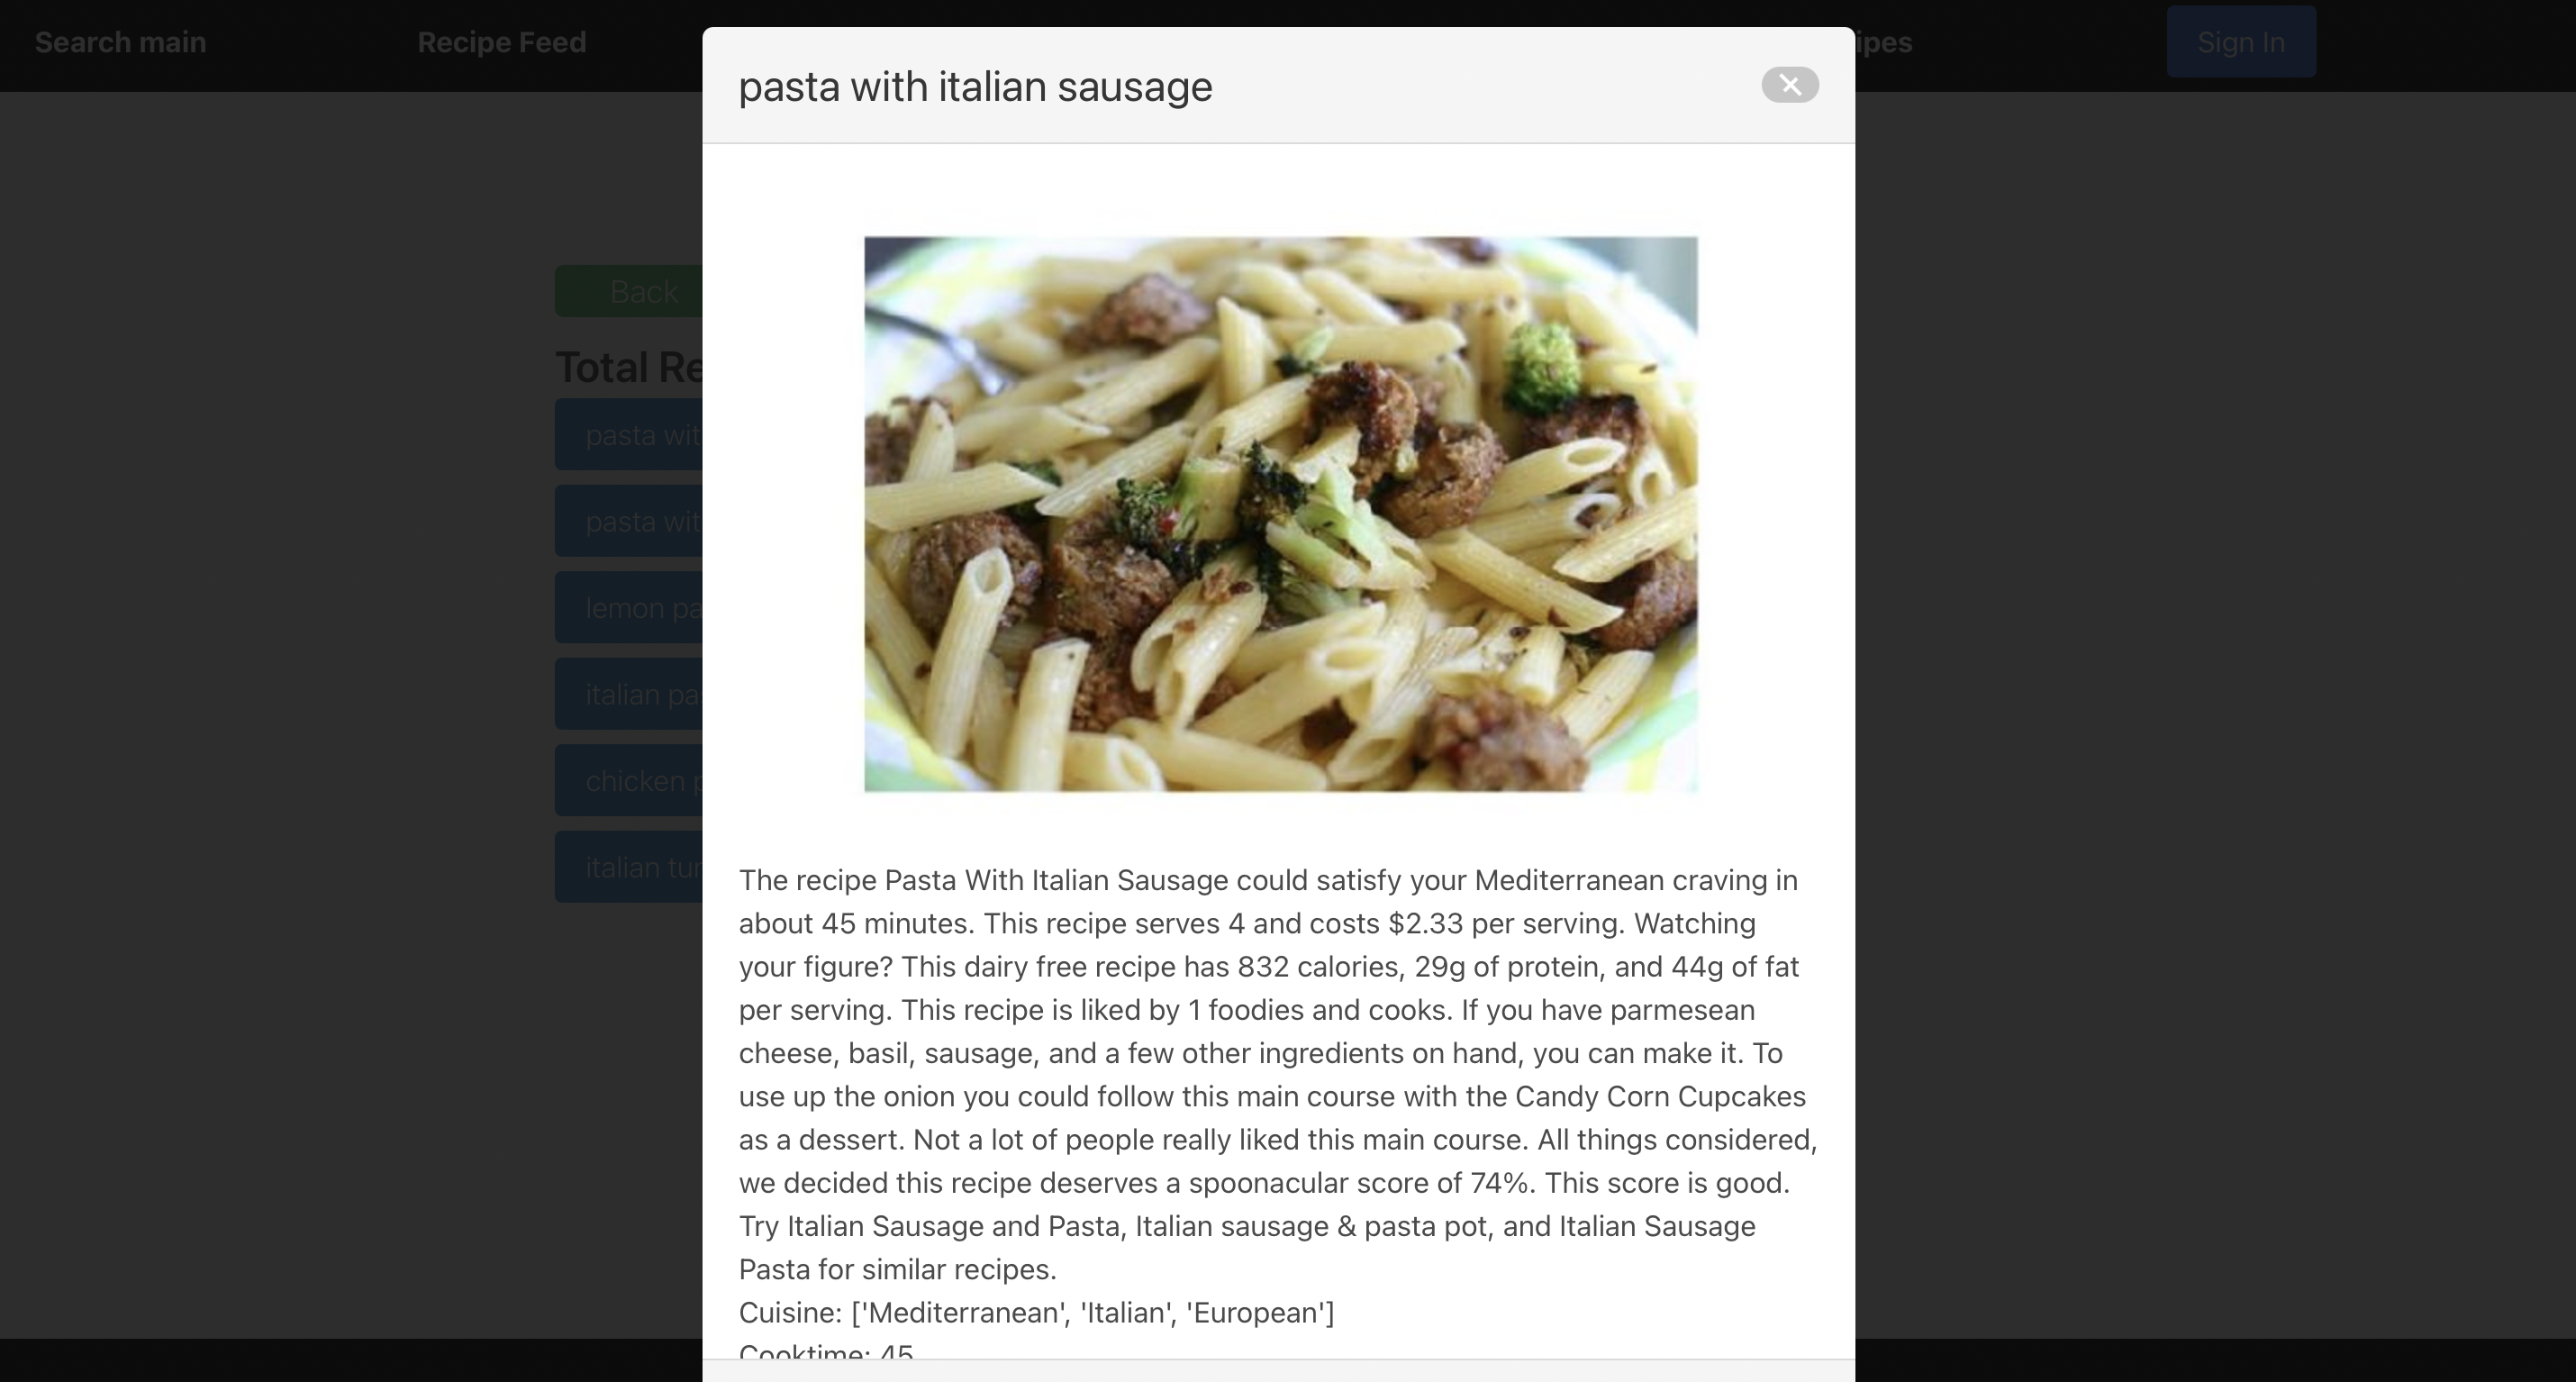 Search main
Recipe Feed
ipes
Sign In
pasta with italian sausage
Back
Total Re
pasta wit
pasta wit
lemon pa
italian pa
chicken p
italian tur
The recipe Pasta With Italian Sausage could satisfy your Mediterranean craving in
about 45 minutes. This recipe serves 4 and costs $2.33 per serving. Watching
your figure? This dairy free recipe has 832 calories, 29g of protein, and 44g of fat
per serving. This recipe is liked by 1 foodies and cooks. If you have parmesean
cheese, basil, sausage, and a few other ingredients on hand, you can make it. To
use up the onion you could follow this main course with the Candy Corn Cupcakes
as a dessert. Not a lot of people really liked this main course. All things considered,
we decided this recipe deserves a spoonacular score of 74%. This score is good.
Try Italian Sausage and Pasta, Italian sausage & pasta pot, and Italian Sausage
Pasta for similar recipes.
Cuisine: ['Mediterranean', 'Italian', 'European']
Cooktime: 45